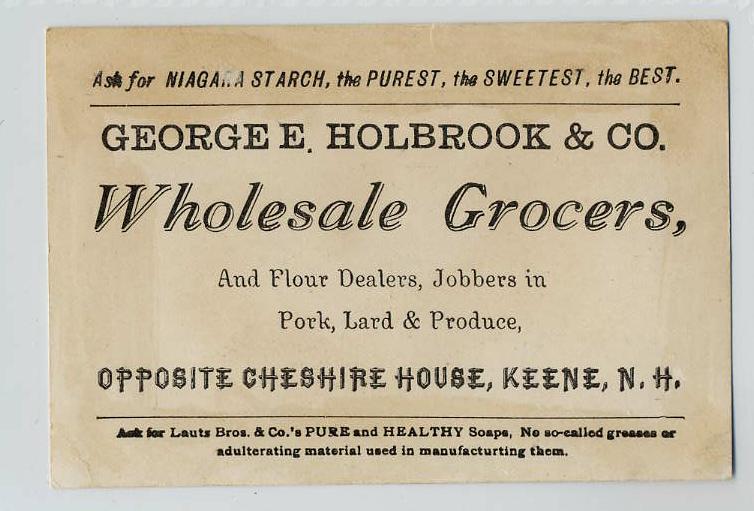 Ask for NIAGARA STARCH, the PUREST, the SWEETEST, the BEST.
GEORGE E. HOLBROOK & CO.
Wholesale Grocers,
And Flour Dealers, Jobbers in
Pork, Lard & Produce,
OPPOSITE CHESHIRE HOUSE, KEENE, N. H.
Ask for Lautz Bros. & Co.'s PURE and HEALTHY Soaps, No so-called greases or
adulterating material used in manufacturting them.